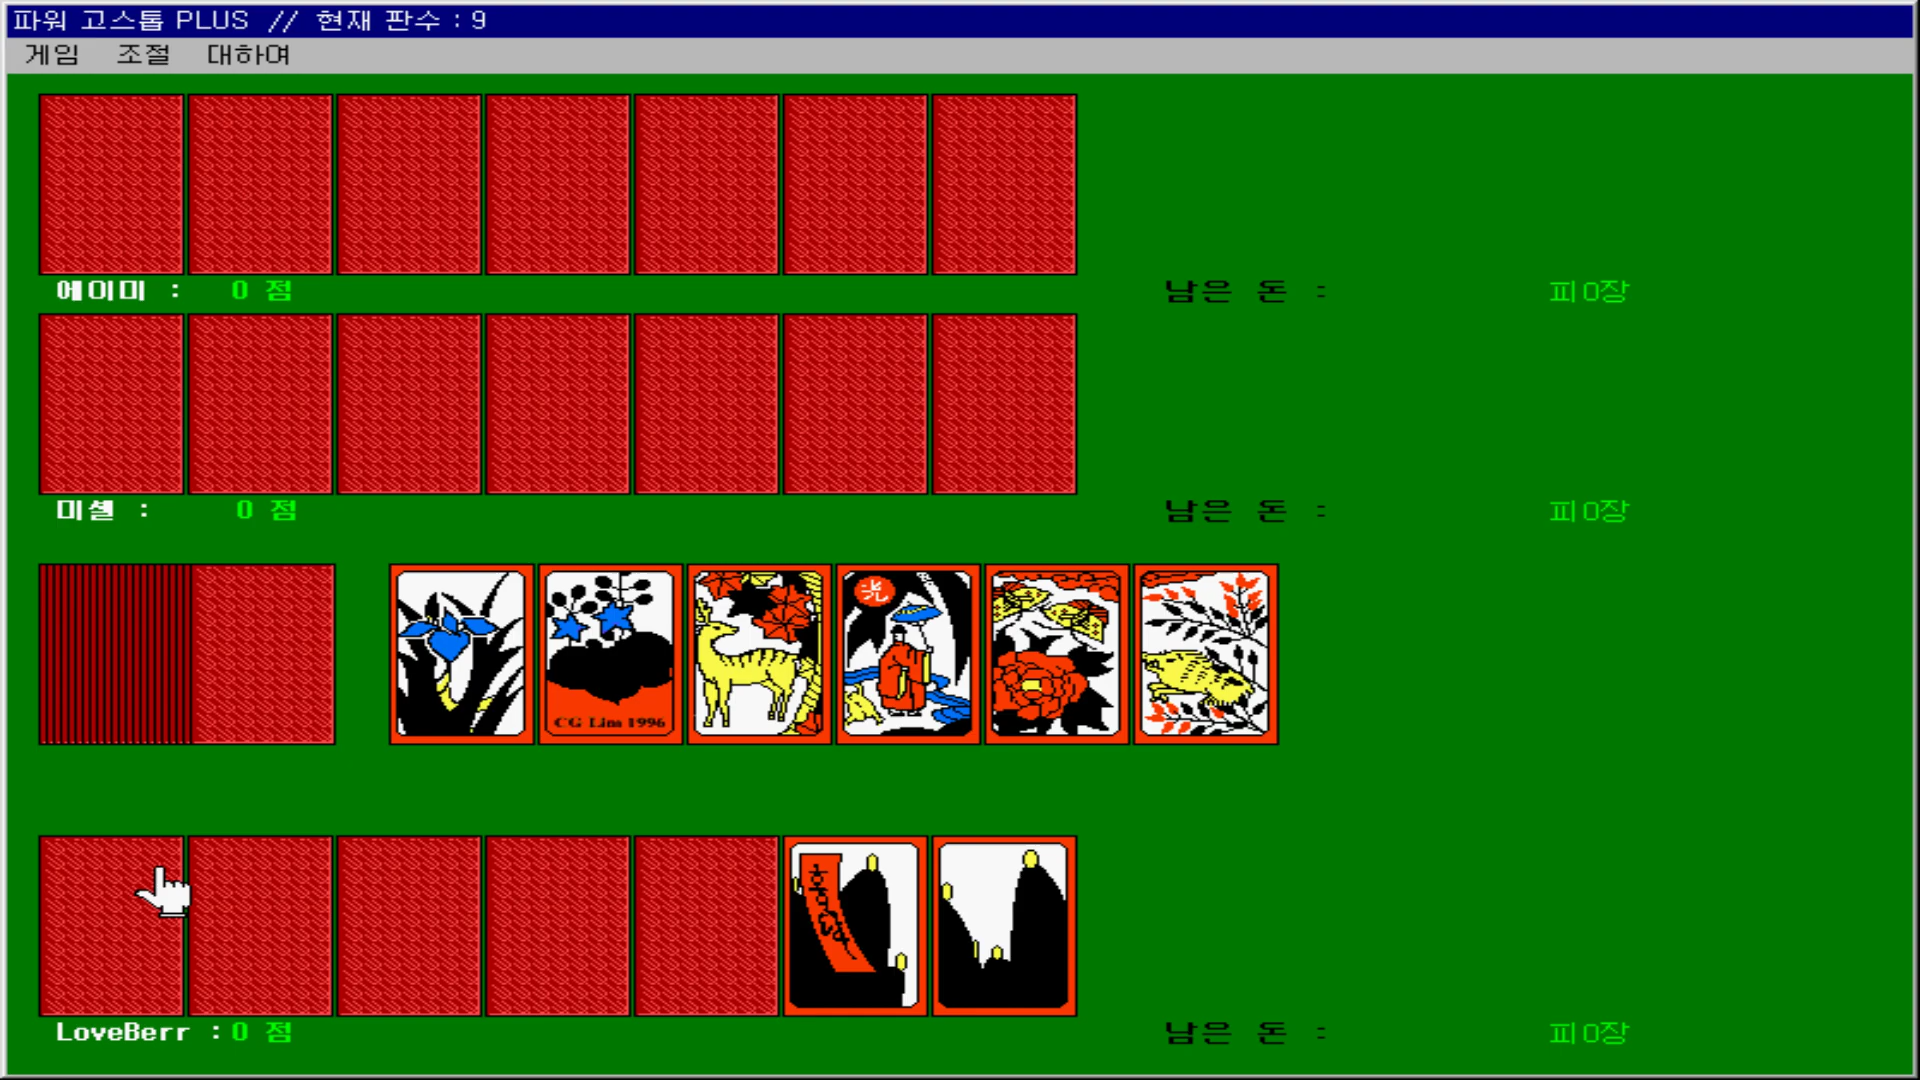 파워 고스톱 PLUS // 현재 판수 : 9
게임 조절 대하여
에이미 : 0 점 남은 돈 : 피0장
미셸 : 0 점 남은 돈 : 피0장
光
CG Lim 1996
LoveBerr : 0 점 남은 돈 : 피0장